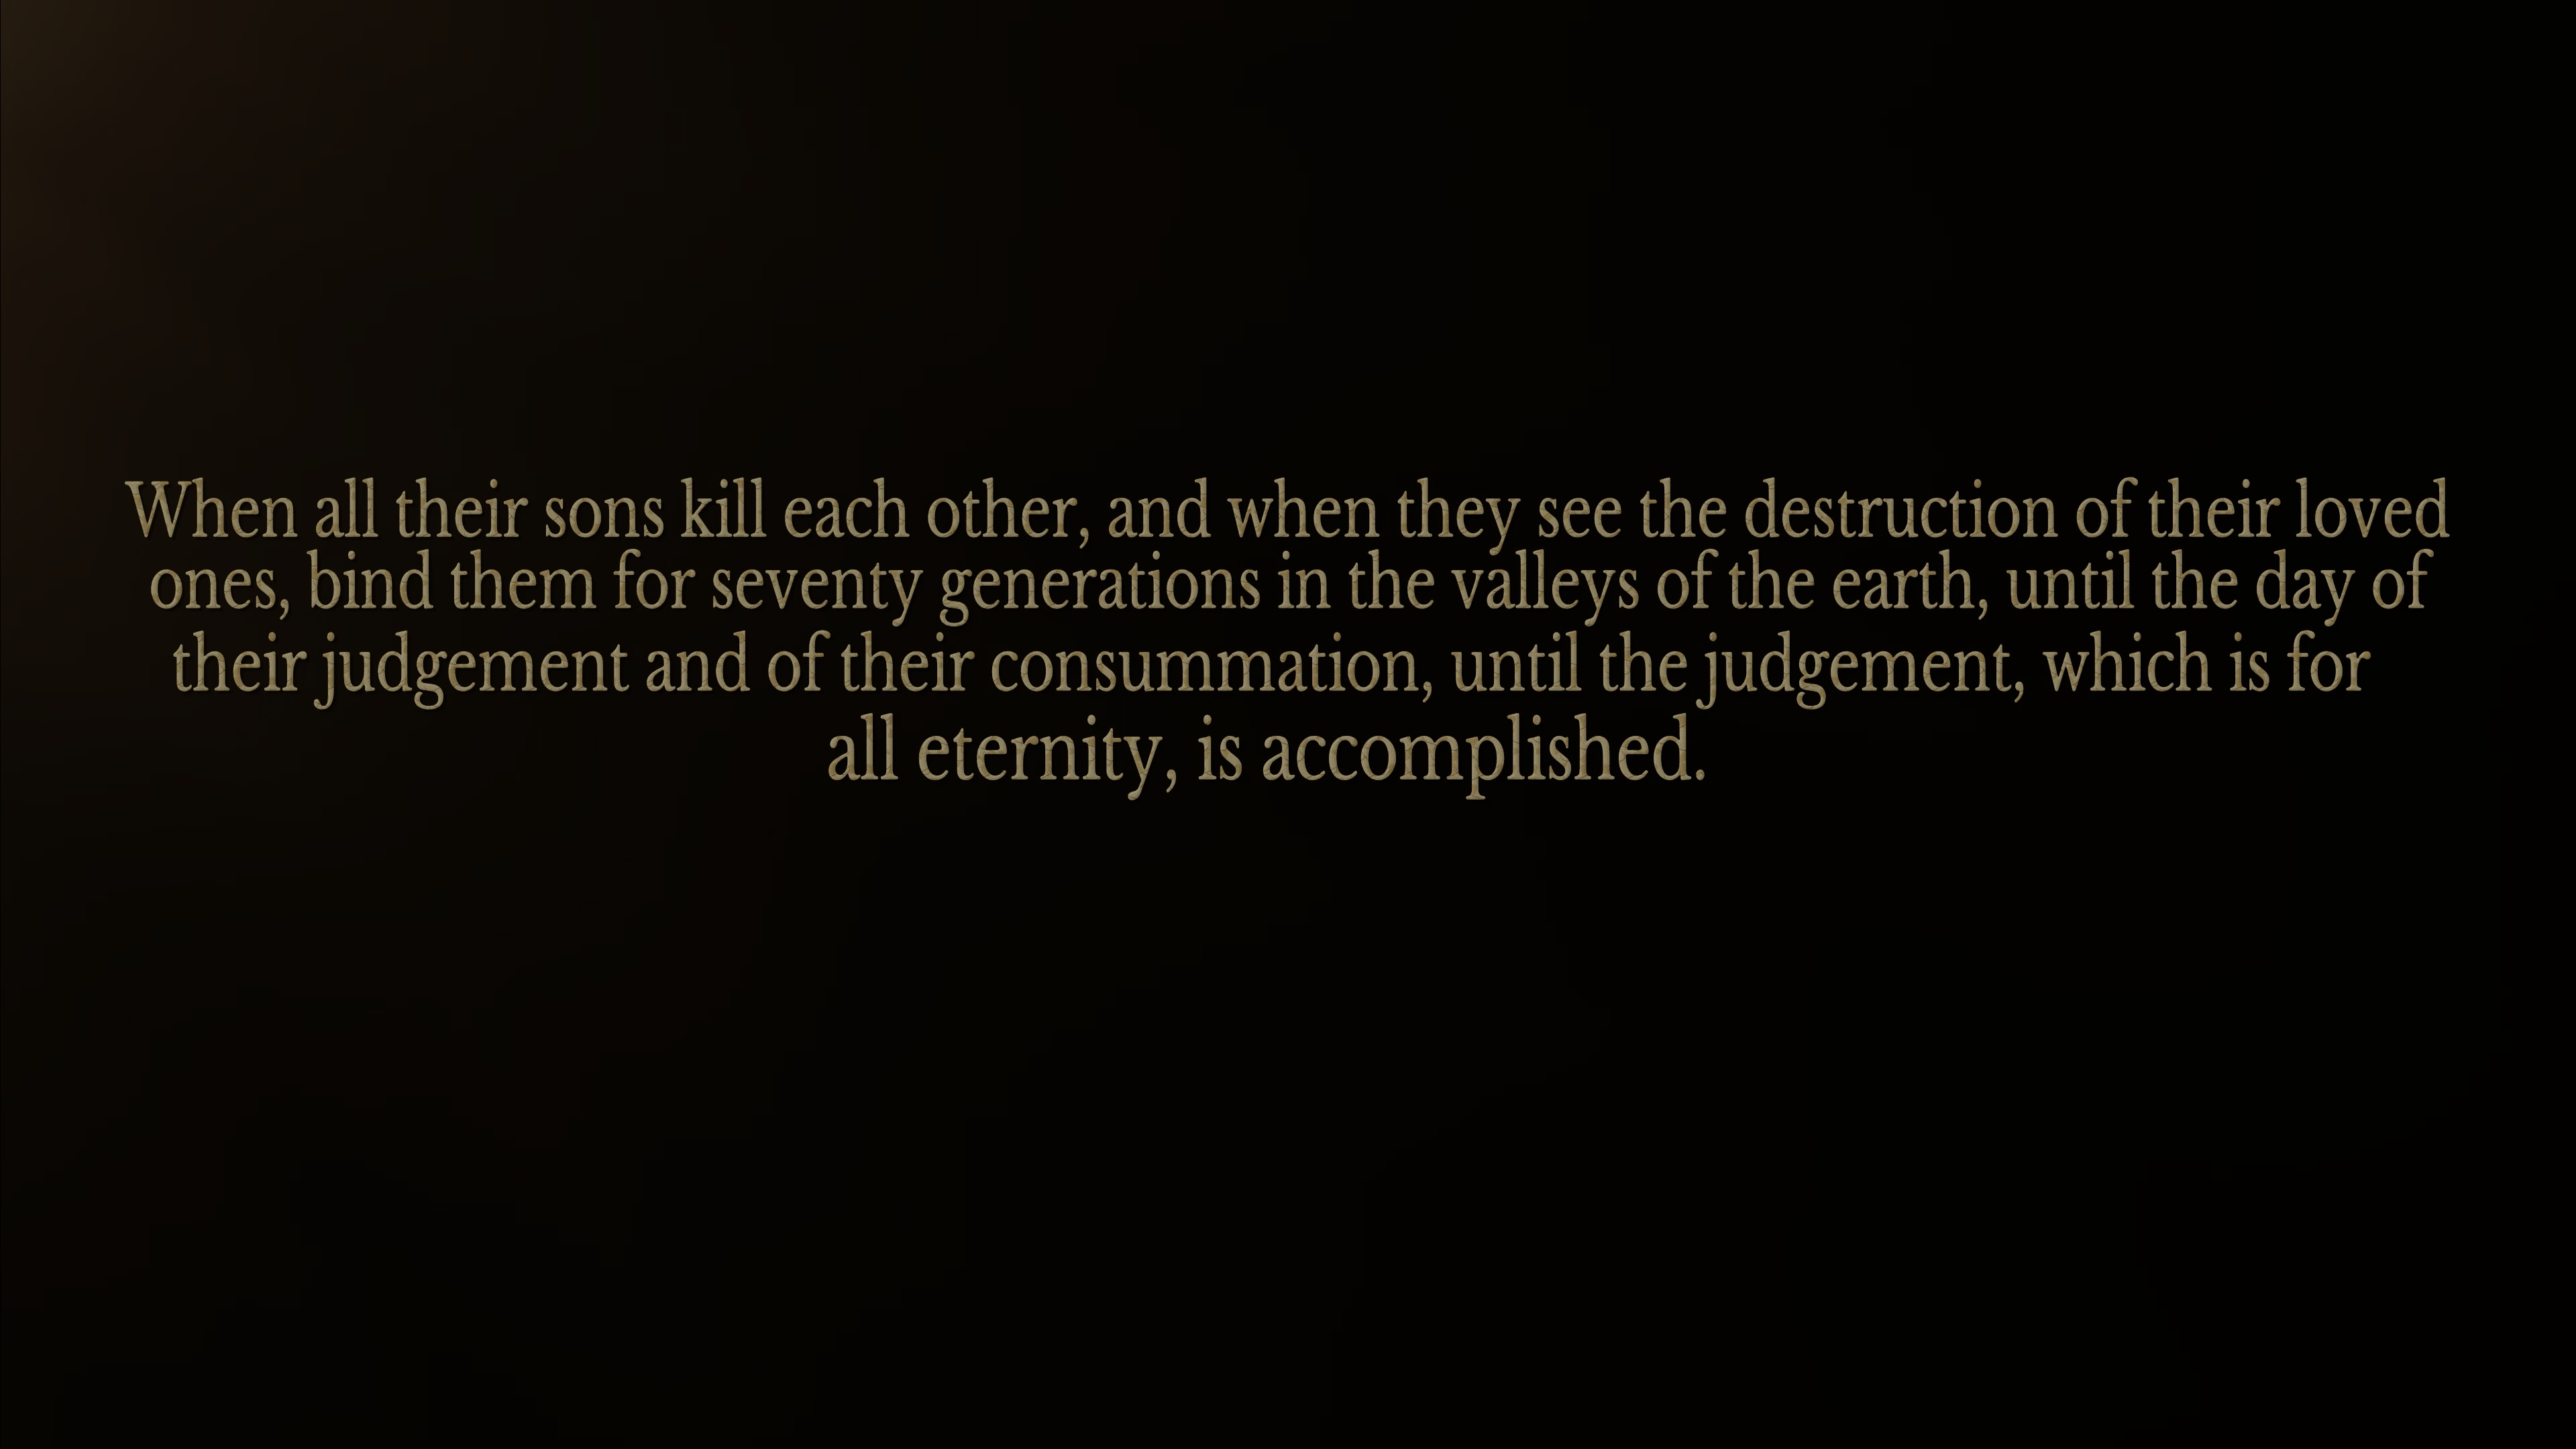 When all their sons kill each other, and when they see the destruction of their loved
ones, bind them for seventy generations in the valleys of the earth, until the day of
their judgement and of their consummation, until the judgement, which is for
all eternity, is accomplished.